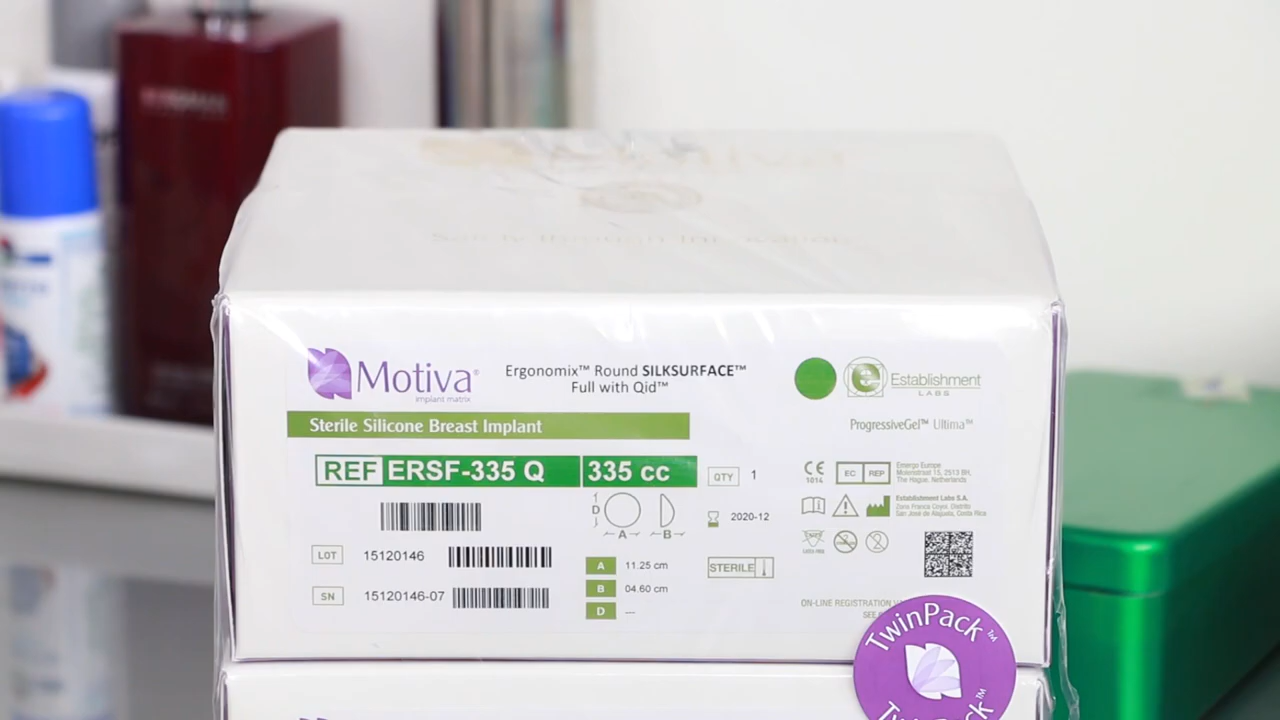 Motiva
Motiva®
implant matrix
Ergonomix™ Round SILKSURFACE™
Full with Qid™
e Establishment
LABS
Sterile Silicone Breast Implant
ProgressiveGel™ Ultima™
REF ERSF-335 Q 335 cc
QTY 1
CE
1014
EC REP
Emergo Europe
Molenstraat 15, 2513 BH,
The Hague, Netherlands
D
A B
2020-12
Establishment Labs S.A.
Zona Franca Coyol, Distrito
San José de Alajuela, Costa Rica
LOT 15120146
A 11.25 cm
STERILE
B 04.60 cm
SN 15120146-07
D ---
ON-LINE REGISTRATION
SEE
TwinPack™
TwinPack™